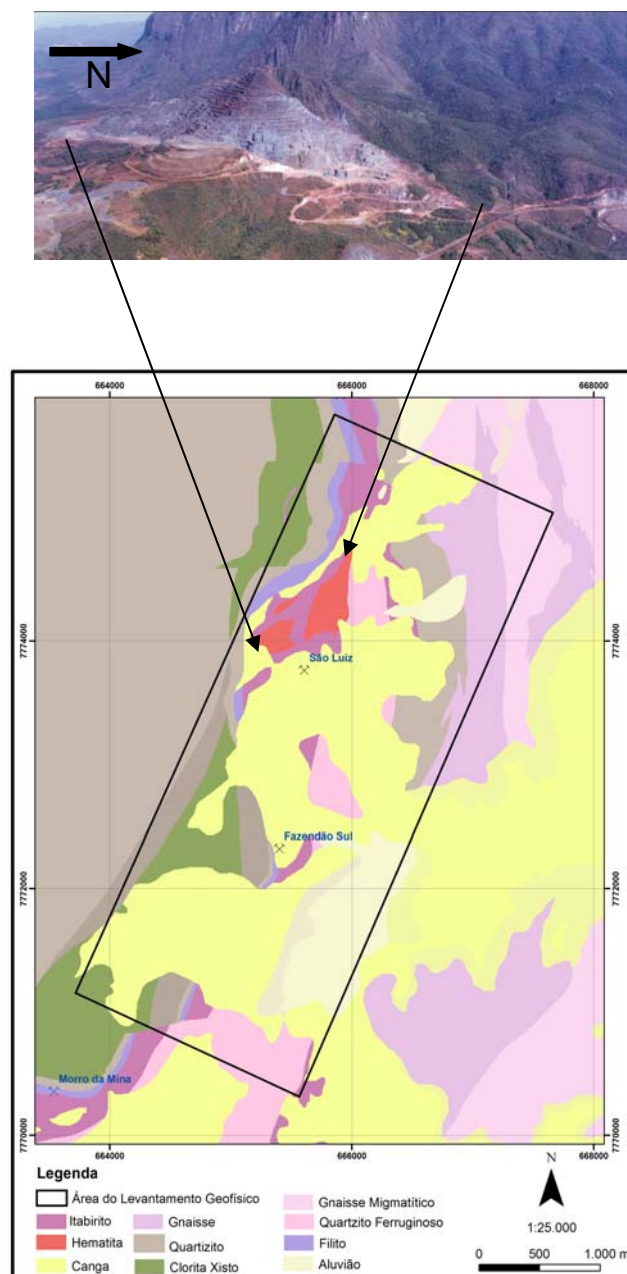 N
664000 666000 668000
7774000 7774000
São Luiz
Fazendão Sul
7772000 7772000
Morro da Mina
7770000 7770000
664000 666000 668000
Legenda
Área do Levantamento Geofísico
Itabirito
Hematita
Canga
Gnaisse
Quartizito
Clorita Xisto
Gnaisse Migmatítico
Quartzito Ferruginoso
Filito
Aluvião
N
1:25.000
0 500 1.000 m